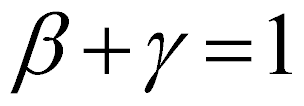 β + γ = 1